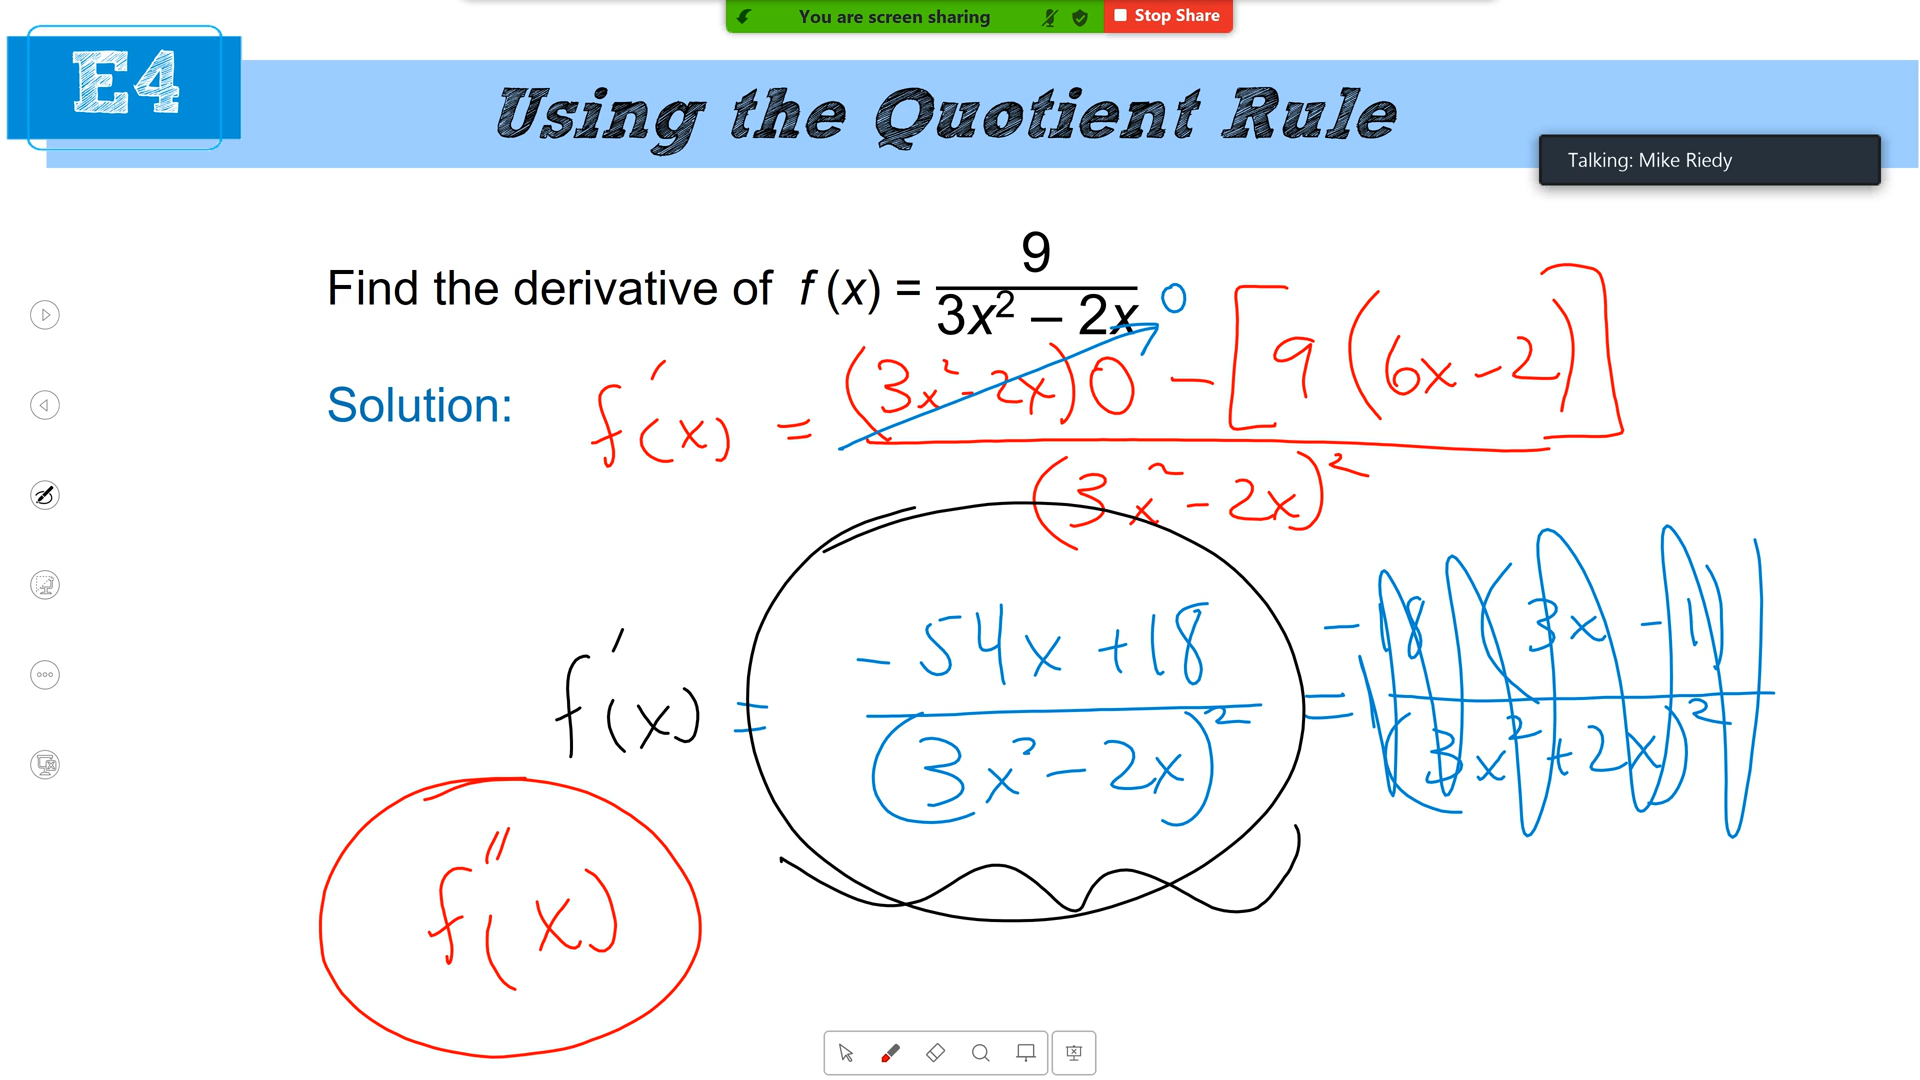 You are screen sharing Stop Share
E4
Using the Quotient Rule
Talking: Mike Riedy
Find the derivative of f (x) = 9 / (3x² – 2x)
0
Solution: f'(x) = ((3x² - 2x)0 - [9(6x - 2)]) / (3x² - 2x)²
f'(x) = (-54x + 18) / (3x² - 2x)² = -18(3x - 1) / (3x² + 2x)²
f''(x)